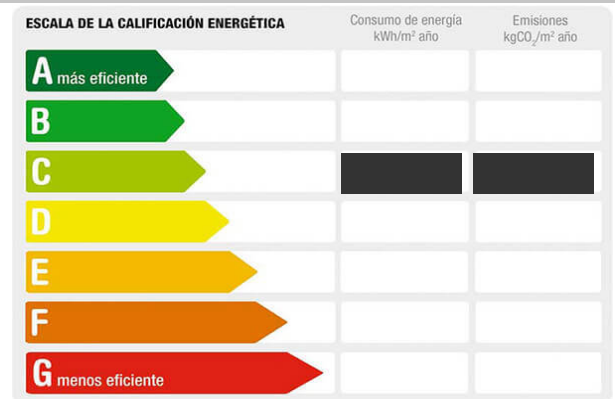 ESCALA DE LA CALIFICACIÓN ENERGÉTICA
Consumo de energía
kWh/m² año
Emisiones
kgCO₂/m² año
A más eficiente
B
C
D
E
F
G menos eficiente